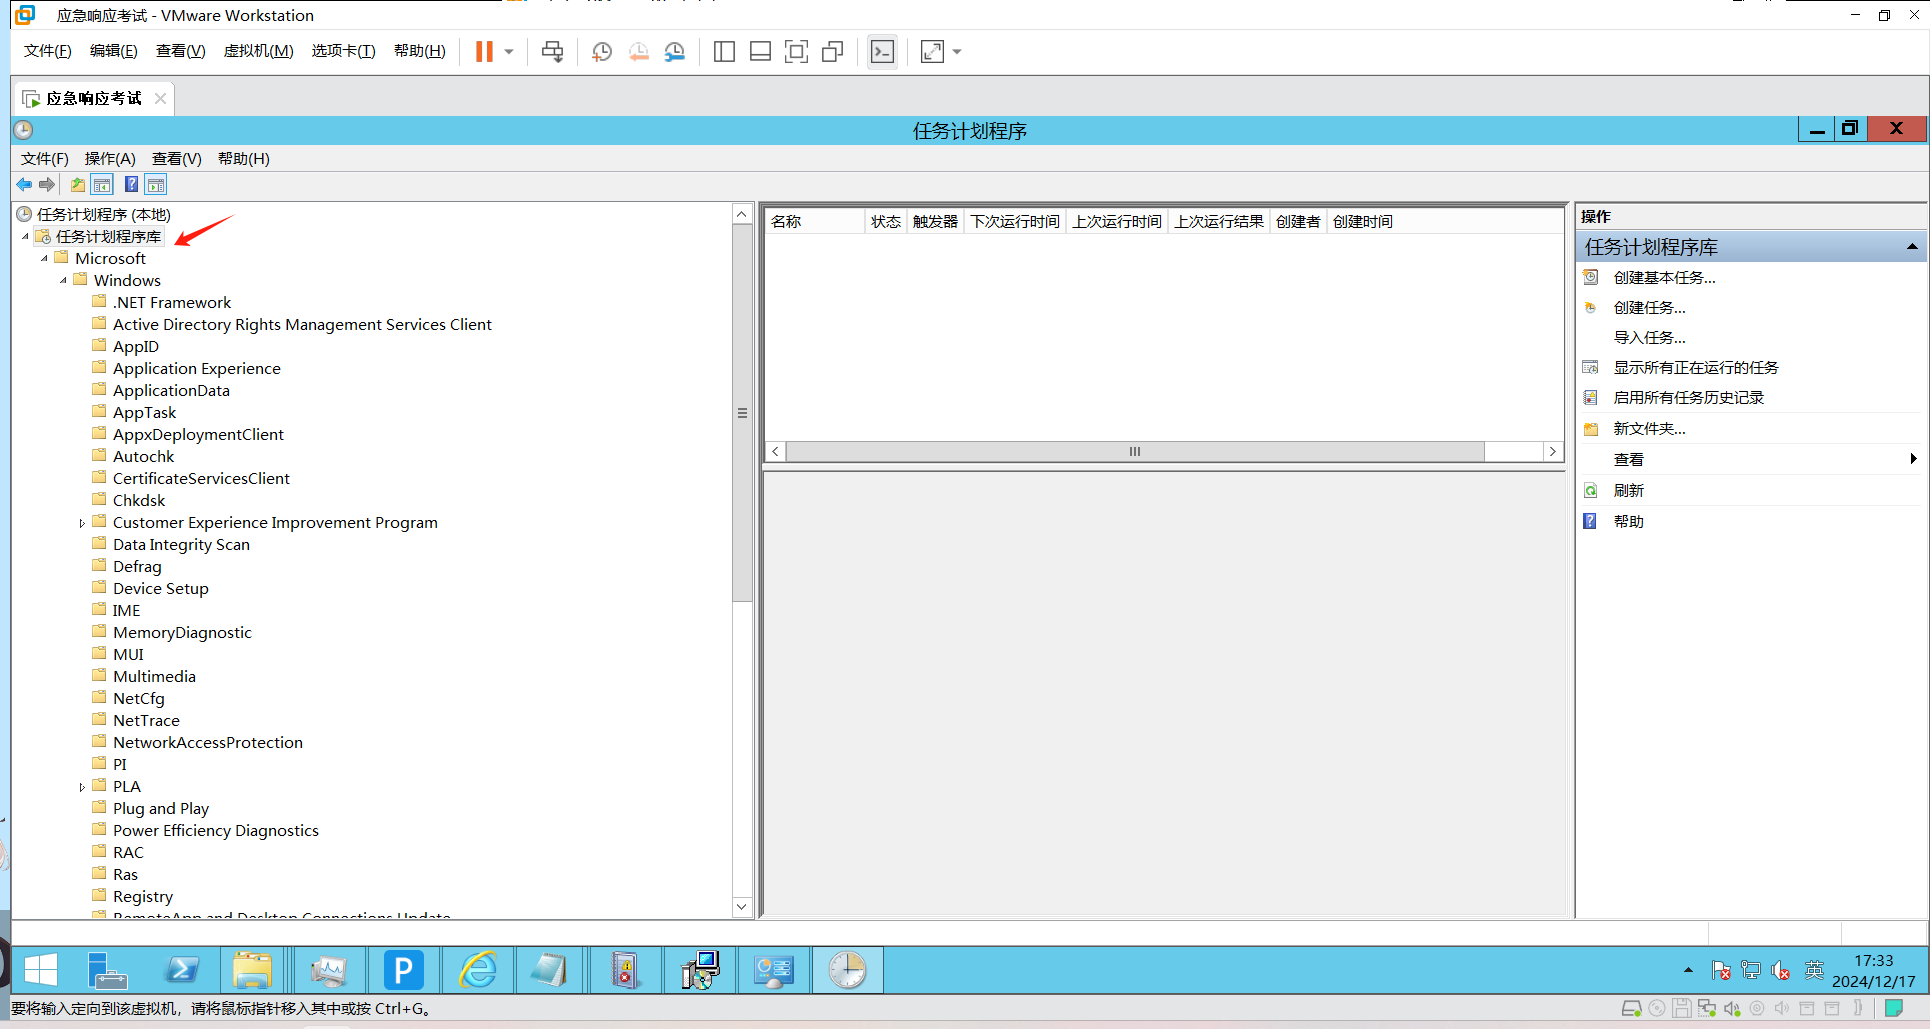 应急响应考试 - VMware Workstation
文件(F) 编辑(E) 查看(V) 虚拟机(M) 选项卡(T) 帮助(H)
应急响应考试
任务计划程序
文件(F) 操作(A) 查看(V) 帮助(H)
任务计划程序 (本地)
任务计划程序库
Microsoft
Windows
.NET Framework
Active Directory Rights Management Services Client
AppID
Application Experience
ApplicationData
AppTask
AppxDeploymentClient
Autochk
CertificateServicesClient
Chkdsk
Customer Experience Improvement Program
Data Integrity Scan
Defrag
Device Setup
IME
MemoryDiagnostic
MUI
Multimedia
NetCfg
NetTrace
NetworkAccessProtection
PI
PLA
Plug and Play
Power Efficiency Diagnostics
RAC
Ras
Registry
RemoteApp and Desktop Connections Update
名称 状态 触发器 下次运行时间 上次运行时间 上次运行结果 创建者 创建时间
操作
任务计划程序库
创建基本任务...
创建任务...
导入任务...
显示所有正在运行的任务
启用所有任务历史记录
新文件夹...
查看
刷新
帮助
英
17:33
2024/12/17
要将输入定向到该虚拟机，请将鼠标指针移入其中或按 Ctrl+G。